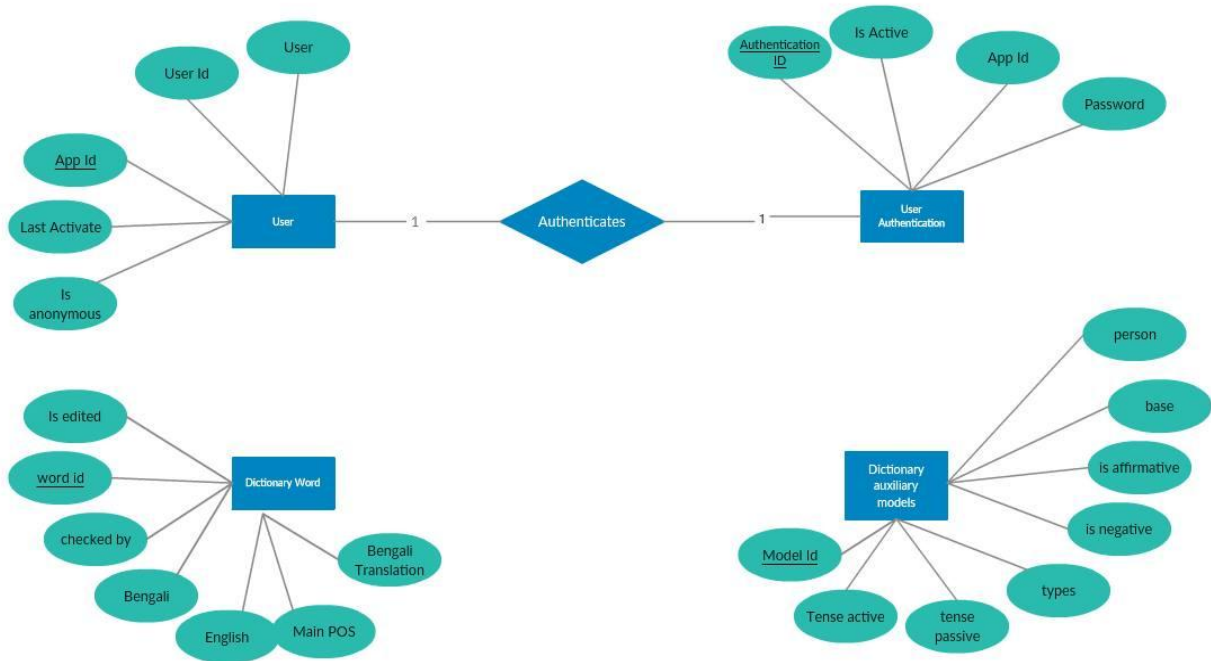 User
User Id
App Id
Last Activate
Is
anonymous
User
1
Authenticates
1
Authentication
ID
Is Active
App Id
Password
User
Authentication
Is edited
word id
checked by
Bengali
English
Main POS
Bengali
Translation
Dictionary Word
person
base
is affirmative
is negative
types
tense
passive
Tense active
Model Id
Dictionary
auxiliary
models